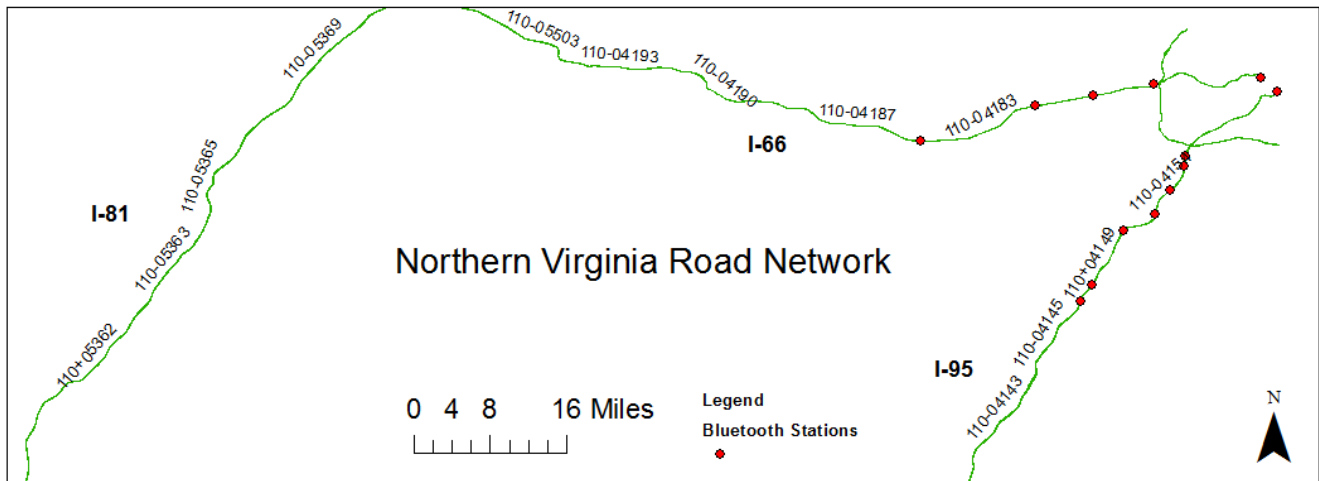 110-05369
110-05503
110-04193
110-04190
110-04187
110-04183
I-66
110-05365
I-81
110-05363
110+05362
Northern Virginia Road Network
110+04149
110-04145
I-95
110-04143
0 4 8 16 Miles
Legend
Bluetooth Stations
N